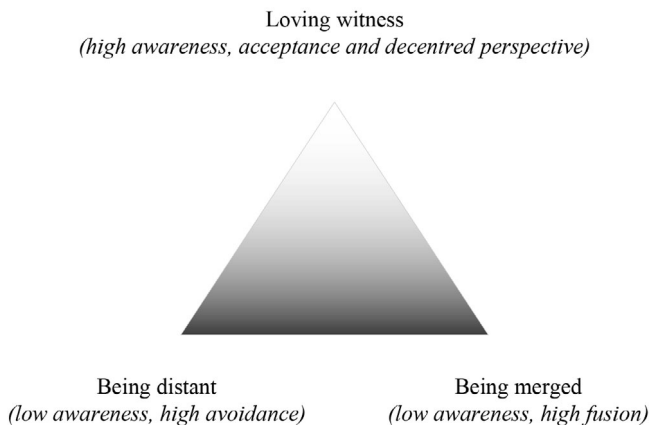 Loving witness
(high awareness, acceptance and decentred perspective)
Being distant
(low awareness, high avoidance)
Being merged
(low awareness, high fusion)